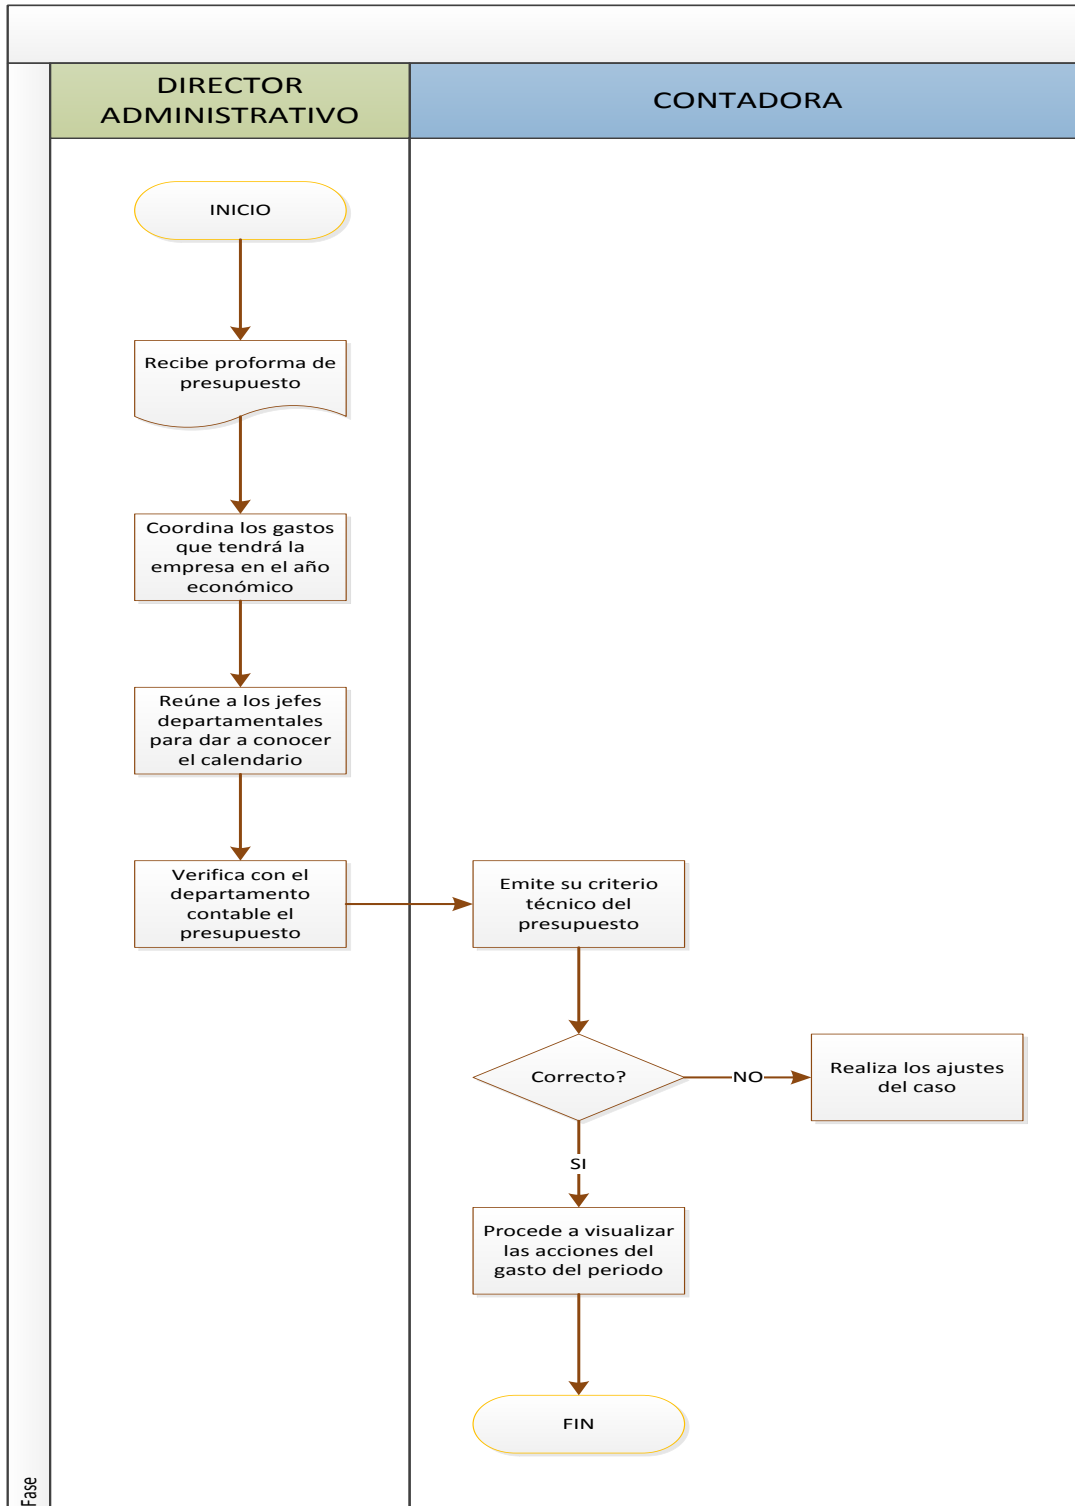 DIRECTOR
ADMINISTRATIVO
CONTADORA
INICIO
Recibe proforma de
presupuesto
Coordina los gastos
que tendrá la
empresa en el año
económico
Reúne a los jefes
departamentales
para dar a conocer
el calendario
Verifica con el
departamento
contable el
presupuesto
Emite su criterio
técnico del
presupuesto
Correcto?
NO
Realiza los ajustes
del caso
SI
Procede a visualizar
las acciones del
gasto del periodo
FIN
Fase